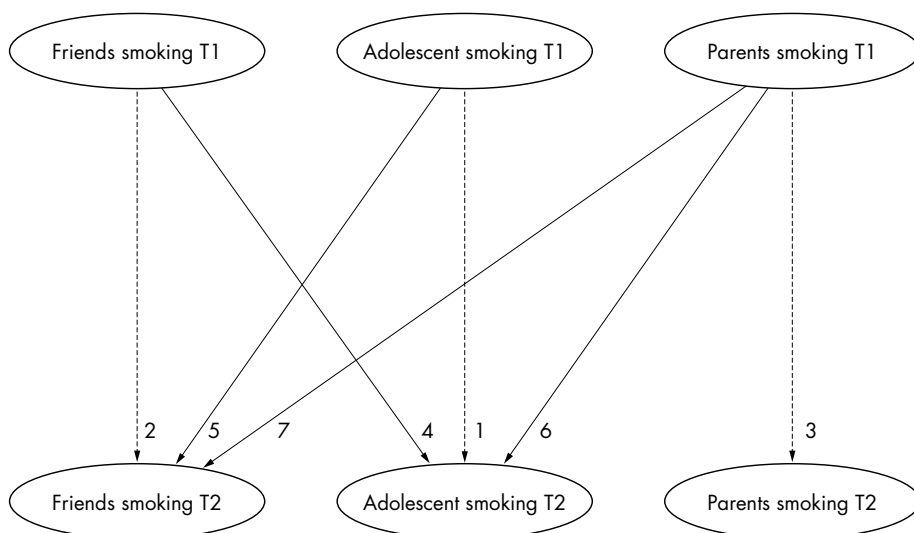 Friends smoking T1
Adolescent smoking T1
Parents smoking T1
2
5
7
4
1
6
3
Friends smoking T2
Adolescent smoking T2
Parents smoking T2